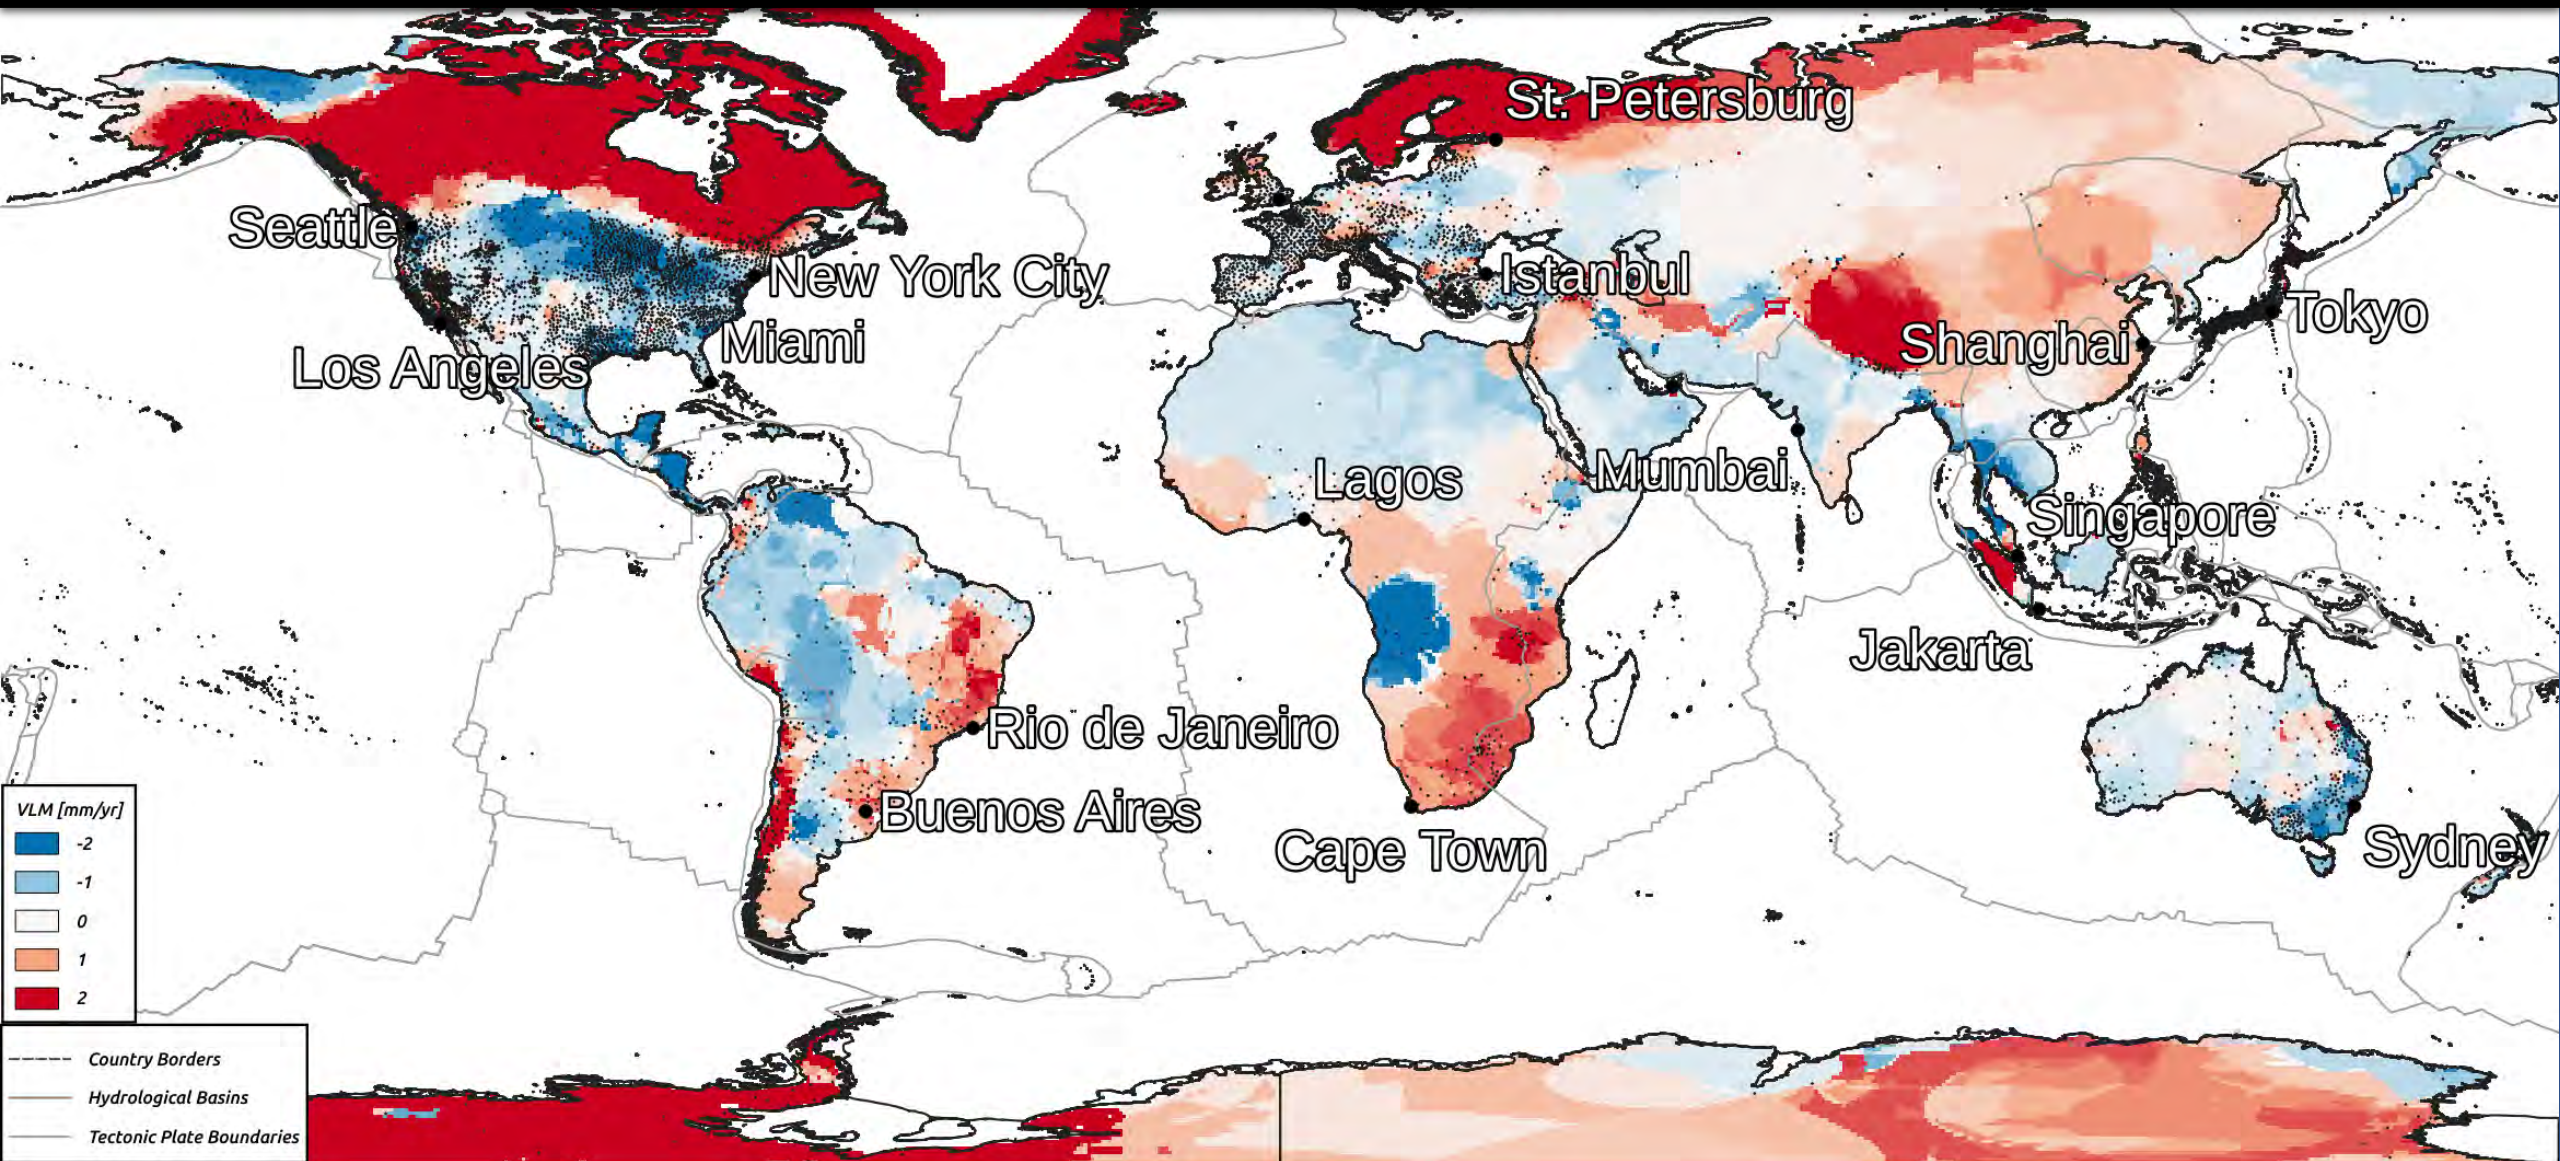 St. Petersburg
Seattle
New York City
Istanbul
Tokyo
Miami
Shanghai
Los Angeles
Lagos
Mumbai
Singapore
Jakarta
Rio de Janeiro
Buenos Aires
Cape Town
Sydney
VLM [mm/yr]
-2
-1
0
1
2
Country Borders
Hydrological Basins
Tectonic Plate Boundaries